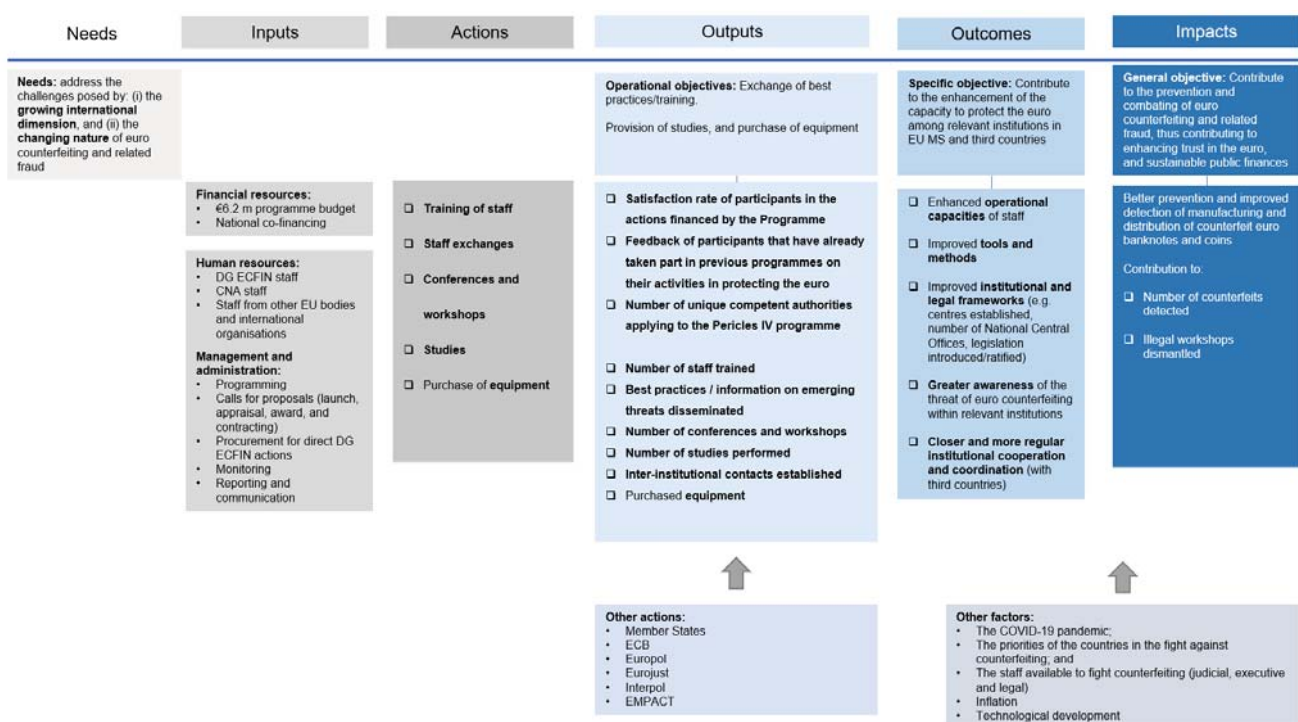 Needs
Inputs
Actions
Outputs
Outcomes
Impacts
Needs: address the
challenges posed by: (i) the
growing international
dimension, and (ii) the
changing nature of euro
counterfeiting and related
fraud
Financial resources:
• €6.2 m programme budget
• National co-financing
Human resources:
• DG ECFIN staff
• CNA staff
• Staff from other EU bodies
and international
organisations
Management and
administration:
• Programming
• Calls for proposals (launch,
appraisal, award, and
contracting)
• Procurement for direct DG
ECFIN actions
• Monitoring
• Reporting and
communication
❑ Training of staff
❑ Staff exchanges
❑ Conferences and
workshops
❑ Studies
❑ Purchase of equipment
Operational objectives: Exchange of best
practices/training.
Provision of studies, and purchase of equipment
❑ Satisfaction rate of participants in the
actions financed by the Programme
❑ Feedback of participants that have already
taken part in previous programmes on
their activities in protecting the euro
❑ Number of unique competent authorities
applying to the Pericles IV programme
❑ Number of staff trained
❑ Best practices / information on emerging
threats disseminated
❑ Number of conferences and workshops
❑ Number of studies performed
❑ Inter-institutional contacts established
❑ Purchased equipment
Specific objective: Contribute
to the enhancement of the
capacity to protect the euro
among relevant institutions in
EU MS and third countries
❑ Enhanced operational
capacities of staff
❑ Improved tools and
methods
❑ Improved institutional and
legal frameworks (e.g.
centres established,
number of National Central
Offices, legislation
introduced/ratified)
❑ Greater awareness of the
threat of euro counterfeiting
within relevant institutions
❑ Closer and more regular
institutional cooperation
and coordination (with
third countries)
General objective: Contribute
to the prevention and
combating of euro
counterfeiting and related
fraud, thus contributing to
enhancing trust in the euro,
and sustainable public finances
Better prevention and improved
detection of manufacturing and
distribution of counterfeit euro
banknotes and coins
Contribution to:
❑ Number of counterfeits
detected
❑ Illegal workshops
dismantled
Other actions:
• Member States
• ECB
• Europol
• Eurojust
• Interpol
• EMPACT
Other factors:
• The COVID-19 pandemic;
• The priorities of the countries in the fight against
counterfeiting; and
• The staff available to fight counterfeiting (judicial, executive
and legal)
• Inflation
• Technological development